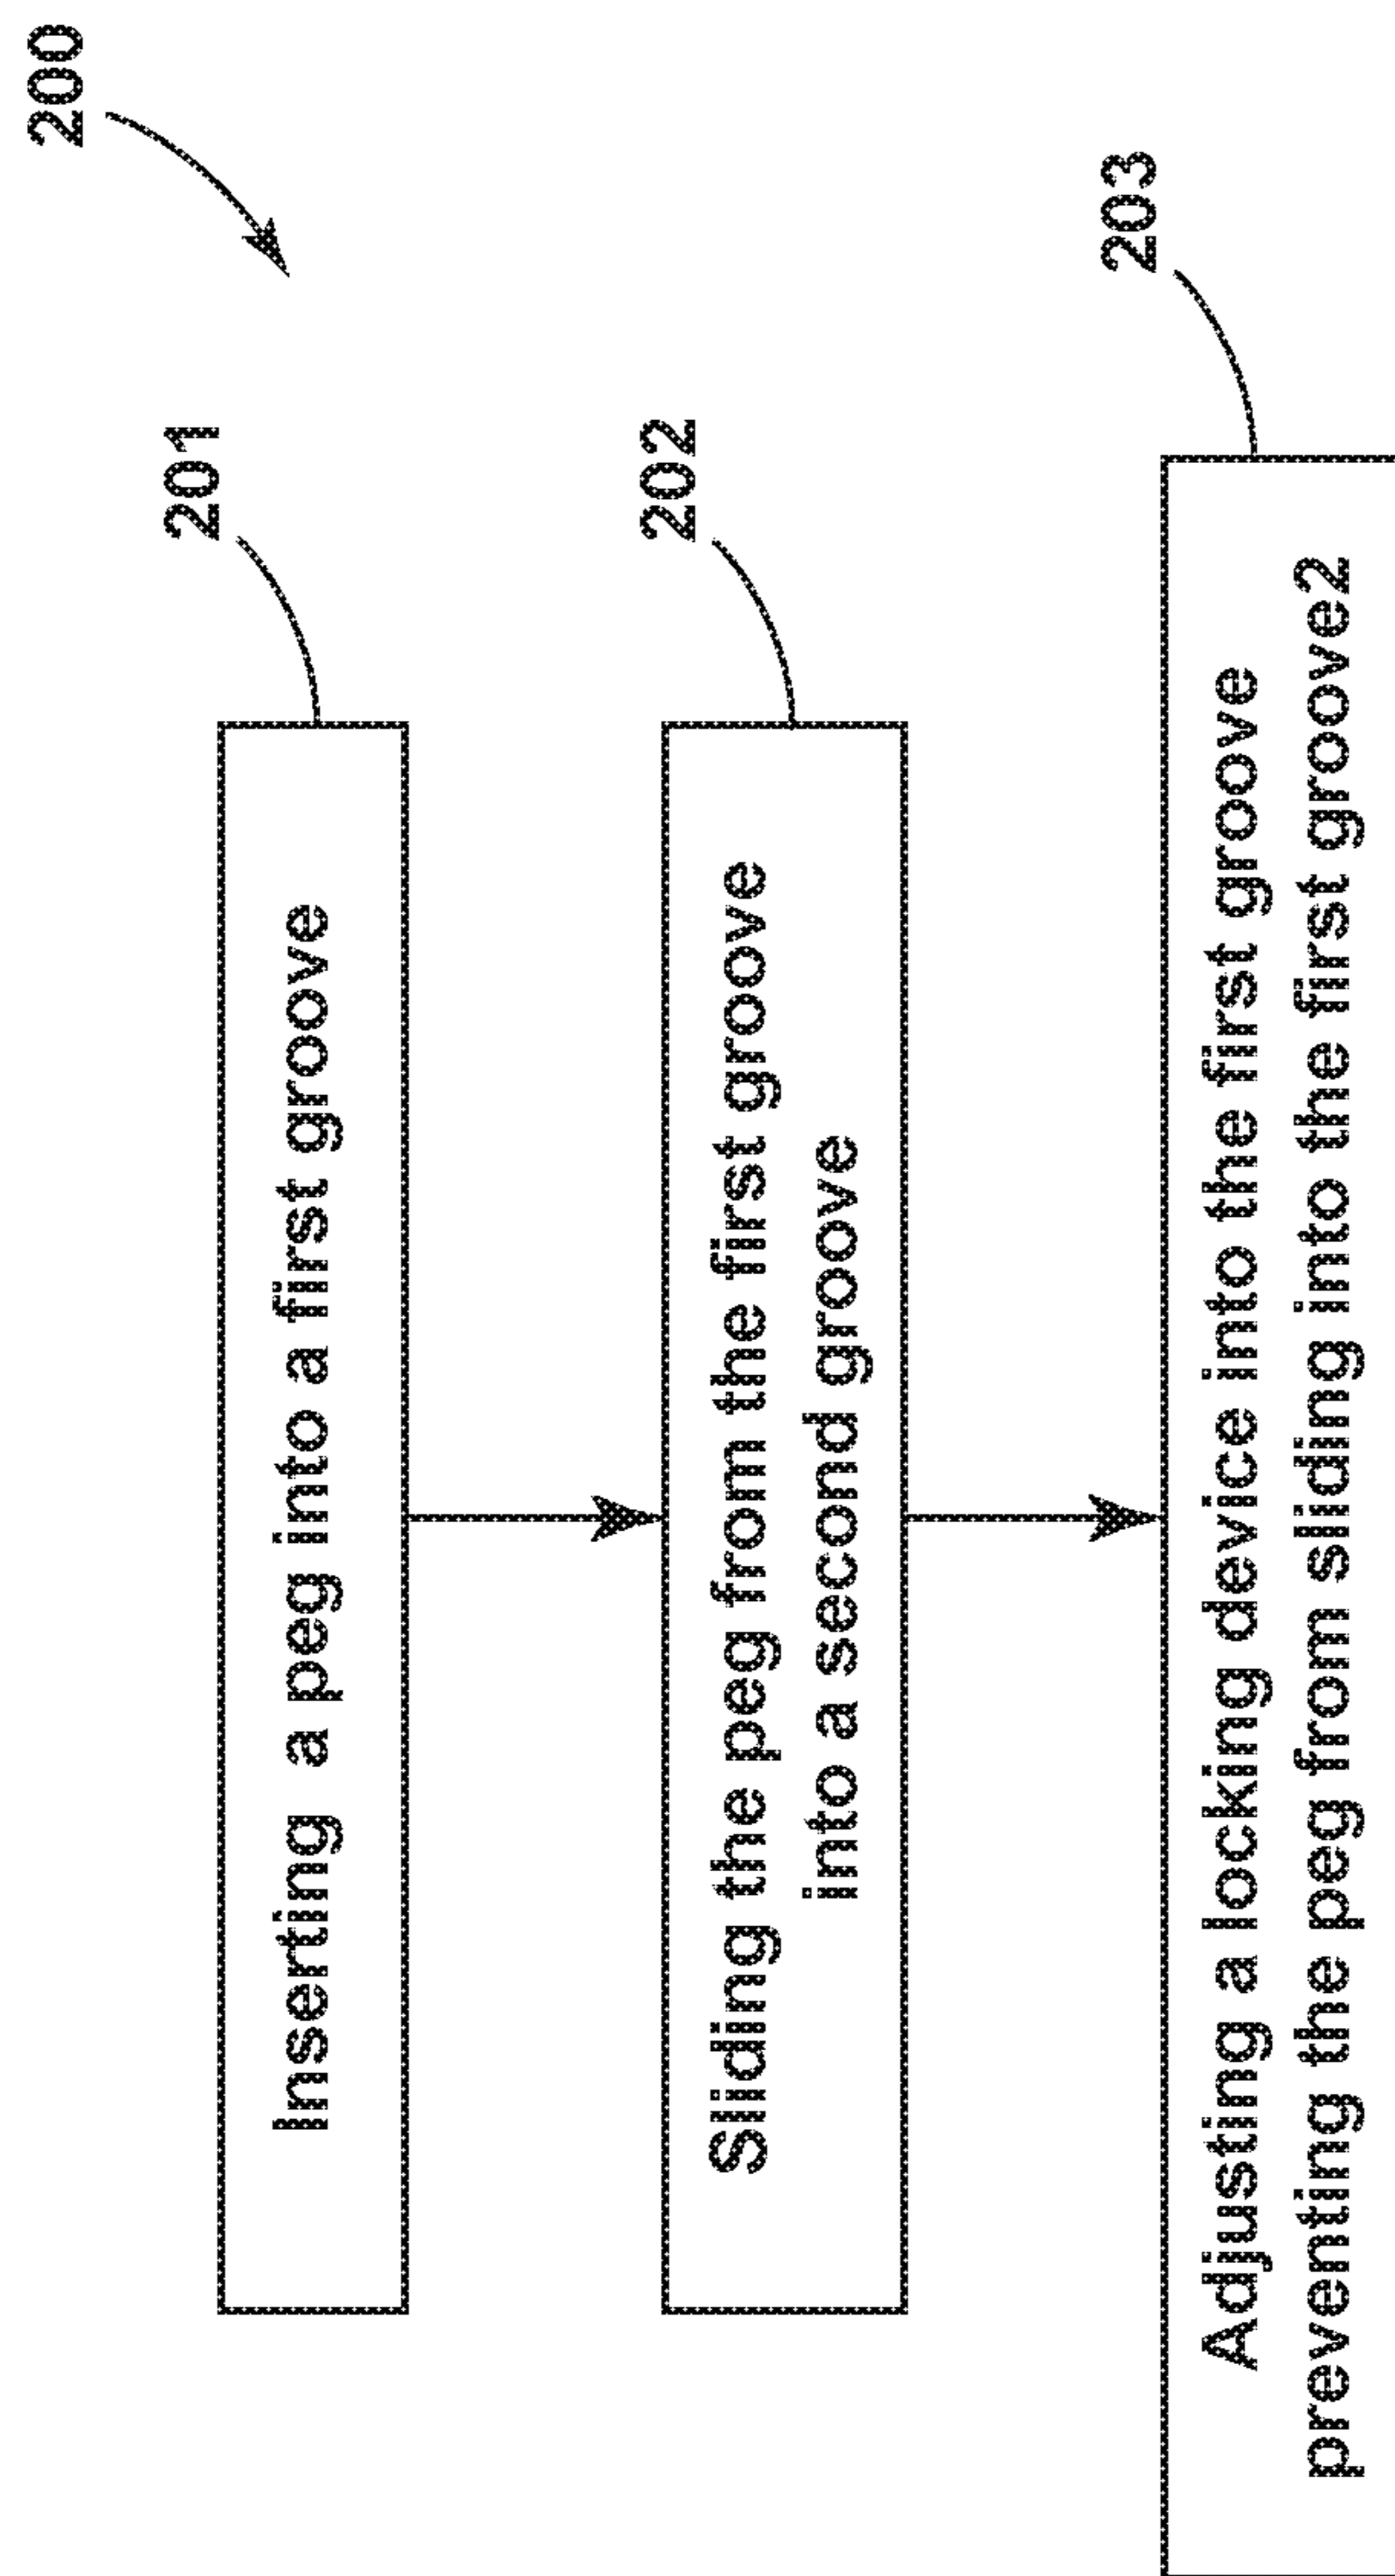 200
201
Inserting a peg into a first groove
202
Sliding the peg from the first groove
into a second groove
203
Adjusting a locking device into the first groove
preventing the peg from sliding into the first groove2